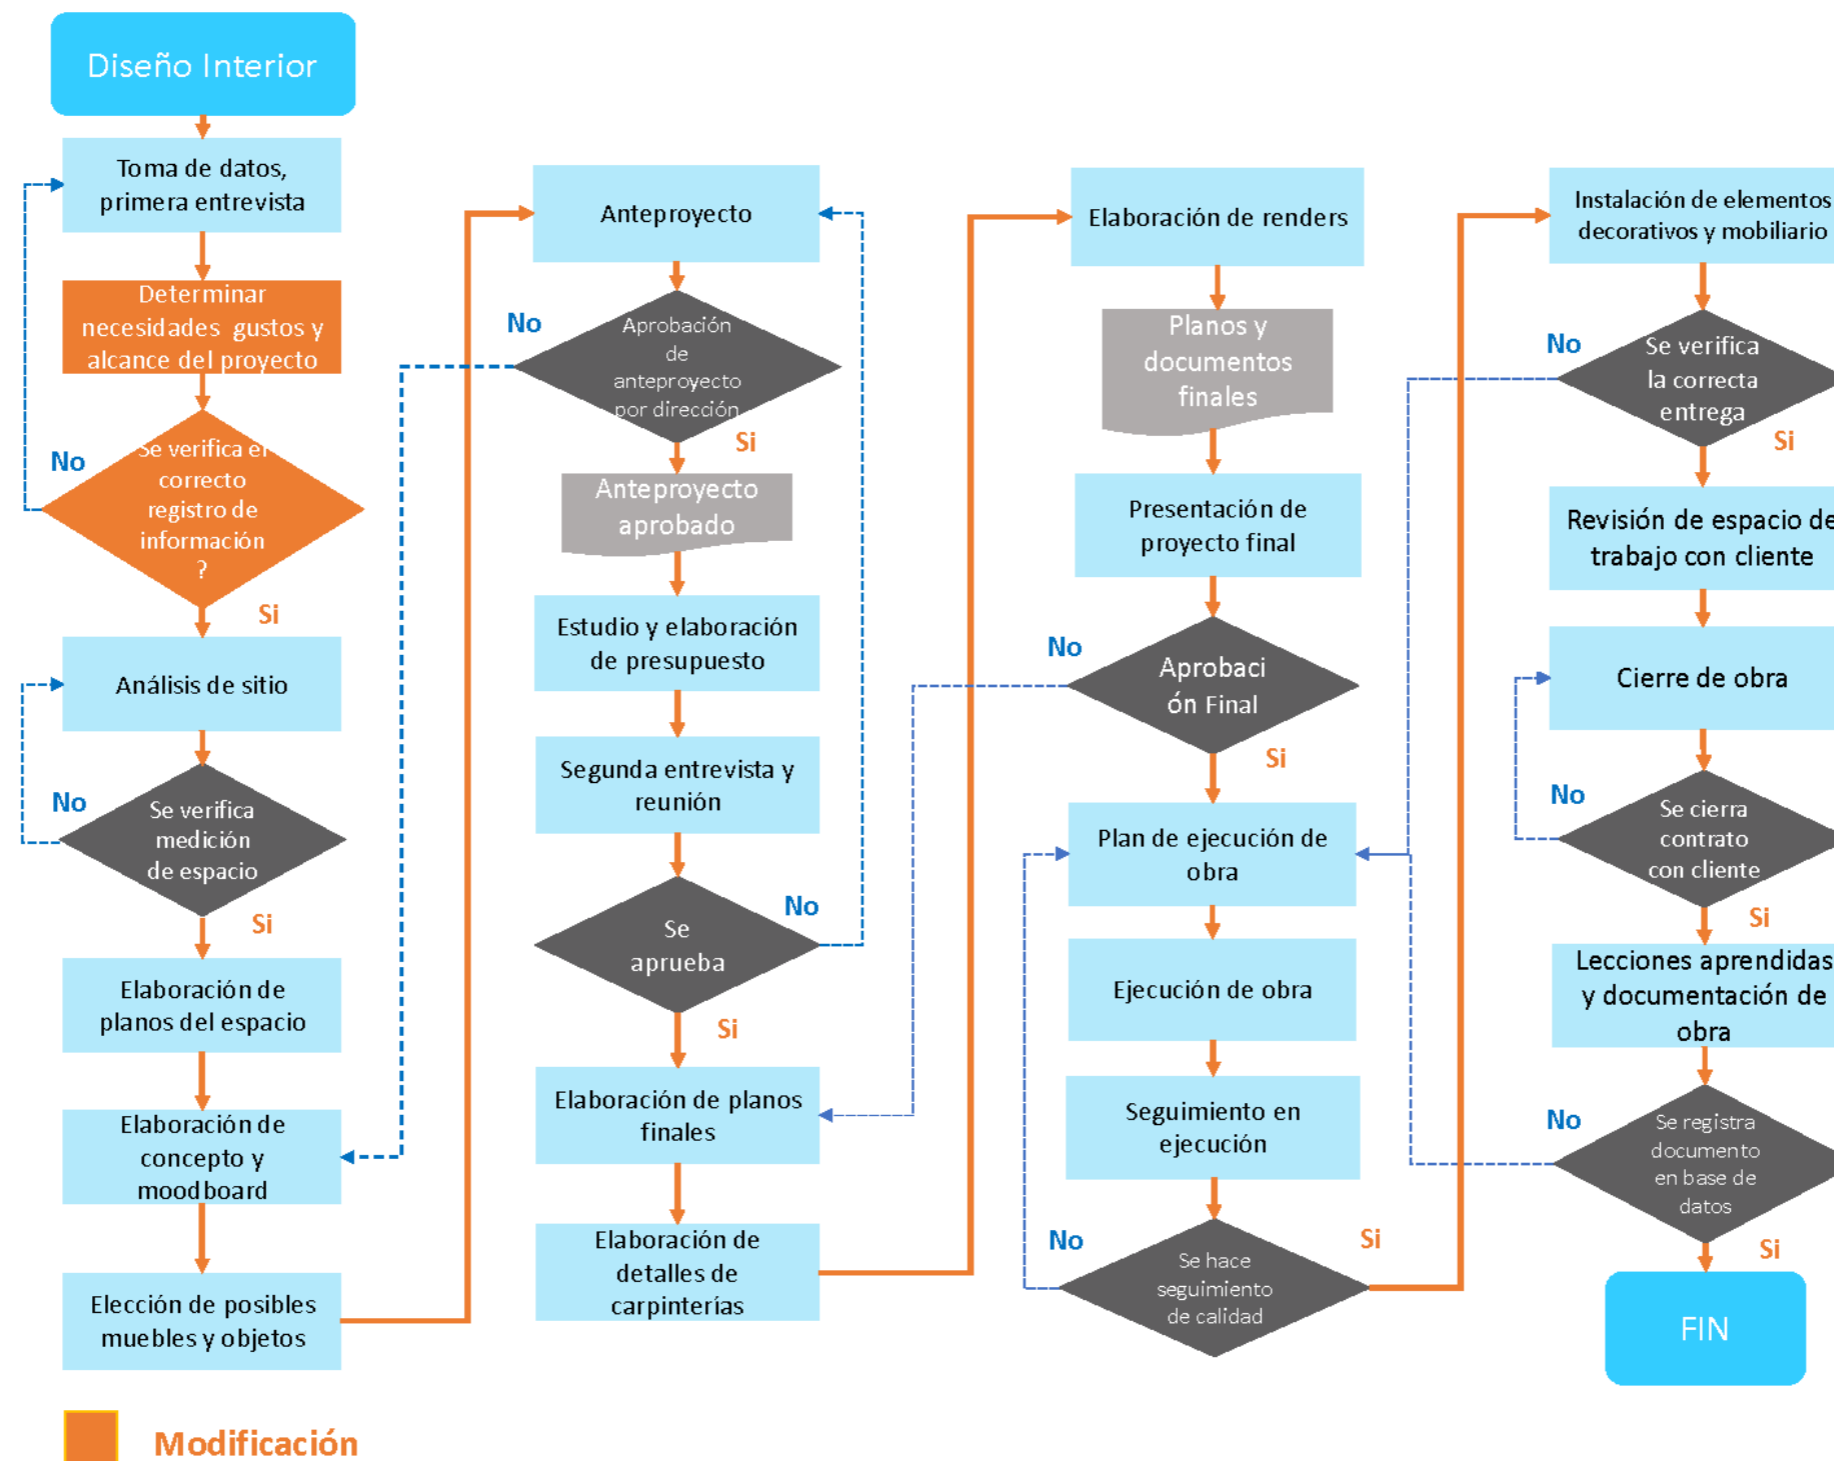 Diseño Interior
Toma de datos,
primera entrevista
Determinar
necesidades gustos y
alcance del proyecto
Se verifica el
correcto
registro de
información
?
No
Si
Análisis de sitio
Se verifica
medición
de espacio
No
Si
Elaboración de
planos del espacio
Elaboración de
concepto y
moodboard
Elección de posibles
muebles y objetos
Modificación
Anteproyecto
No
Aprobación
de
anteproyecto
por dirección
Si
Anteproyecto
aprobado
Estudio y elaboración
de presupuesto
Segunda entrevista y
reunión
No
Se
aprueba
Si
Elaboración de planos
finales
Elaboración de
detalles de
carpinterías
Elaboración de renders
Planos y
documentos
finales
Presentación de
proyecto final
No
Aprobaci
ón Final
Si
Plan de ejecución de
obra
Ejecución de obra
Seguimiento en
ejecución
No
Si
Se hace
seguimiento
de calidad
Instalación de elementos
decorativos y mobiliario
No
Se verifica
la correcta
entrega
Si
Revisión de espacio de
trabajo con cliente
Cierre de obra
No
Se cierra
contrato
con cliente
Si
Lecciones aprendidas
y documentación de
obra
No
Se registra
documento
en base de
datos
Si
FIN